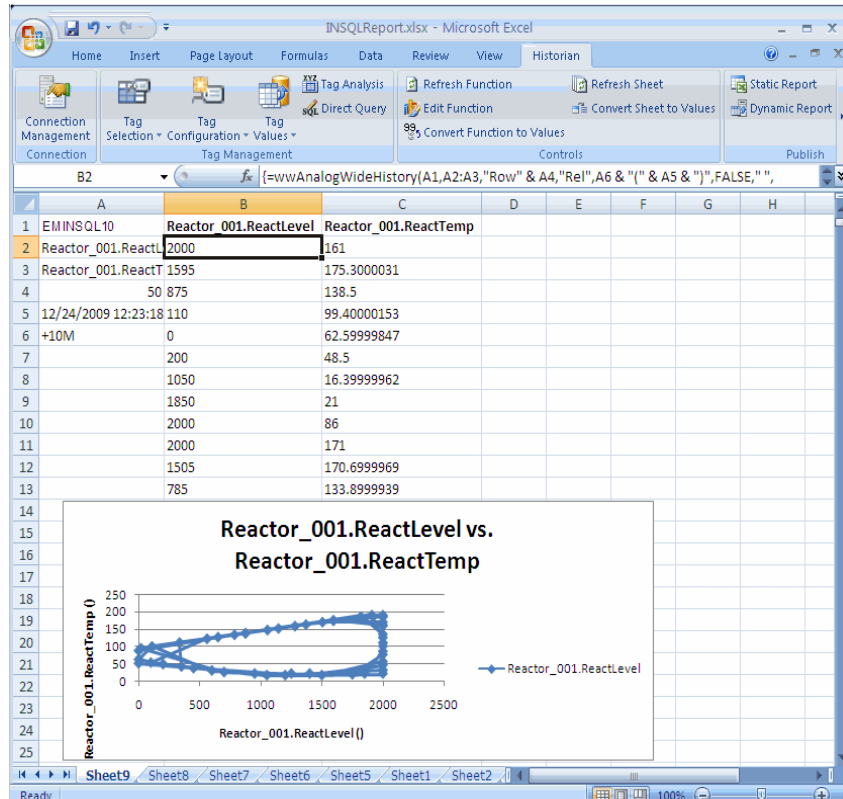 INSQLReport.xlsx - Microsoft Excel
Home Insert Page Layout Formulas Data Review View Historian
Connection Management
Tag Selection
Tag Configuration
Tag Values
XYZ Tag Analysis
SQL Direct Query
Refresh Function
Edit Function
99 Convert Function to Values
Refresh Sheet
Convert Sheet to Values
Static Report
Dynamic Report
Connection Tag Management Controls Publish
B2 fx {=wwAnalogWideHistory(A1,A2:A3,"Row" & A4,"Rel",A6 & "(" & A5 & ")",FALSE," ",
A B C D E F G H
1 EMINSQL10 Reactor_001.ReactLevel Reactor_001.ReactTemp
2 Reactor_001.ReactL 2000 161
3 Reactor_001.ReactT 1595 175.3000031
4 50 875 138.5
5 12/24/2009 12:23:18 110 99.40000153
6 +10M 0 62.59999847
7 200 48.5
8 1050 16.39999962
9 1850 21
10 2000 86
11 2000 171
12 1505 170.6999969
13 785 133.8999939
14
15
16
17
18
19
20
21
22
23
24
25
Reactor_001.ReactLevel vs.
Reactor_001.ReactTemp
Reactor_001.ReactTemp ()
250
200
150
100
50
0
0 500 1000 1500 2000 2500
Reactor_001.ReactLevel ()
Reactor_001.ReactLevel
Sheet9 Sheet8 Sheet7 Sheet6 Sheet5 Sheet1 Sheet2
Ready 100%